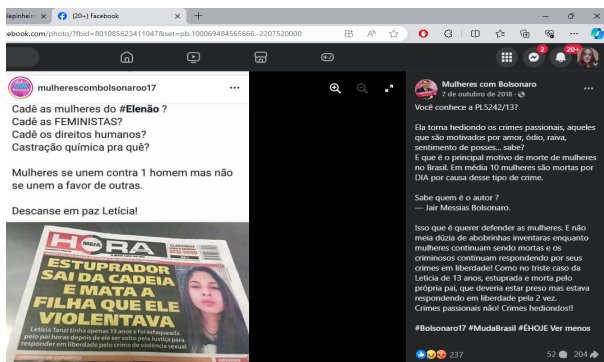 (20+) Facebook
ebook.com/photo/?fbid=801085623411047&set=pb.100069484565666.-2207520000
2
20+
mulherescombolsonaroo17
Cadê as mulheres do #Elenão ?
Cadê as FEMINISTAS?
Cadê os direitos humanos?
Castração química pra quê?
Mulheres se unem contra 1 homem mas não
se unem a favor de outras.
Descanse em paz Letícia!
MEIA
HORA
ESTUPRADOR
SAI DA CADEIA
E MATA A
FILHA QUE ELE
VIOLENTAVA
Letícia Tanzi tinha apenas 13 anos e foi esfaqueada
pelo pai horas depois de ele ser solto pela Justiça para
responder em liberdade pelo crime de violência sexual
Mulheres com Bolsonaro
7 de outubro de 2018
Você conhece a PL5242/13?
Ela torna hediondo os crimes passionais, aqueles
que são motivados por amor, ódio, raiva,
sentimento de posses... sabe?
E que é o principal motivo de morte de mulheres
no Brasil. Em média 10 mulheres são mortas por
DIA por causa desse tipo de crime.
Sabe quem é o autor ?
— Jair Messias Bolsonaro.
Isso que é querer defender as mulheres. E não
meia dúzia de abobrinhas inventaras enquanto
mulheres continuam sendo mortas e os
criminosos continuam respondendo por seus
crimes em liberdade! Como no triste caso da
Letícia de 13 anos, estuprada e morta pelo
própria pai, que deveria estar preso mas estava
respondendo em liberdade pela 2 vez.
Crimes passionais não! Crimes hediondos!!
#Bolsonaro17 #MudaBrasil #ÉHOJE Ver menos
237
52
204